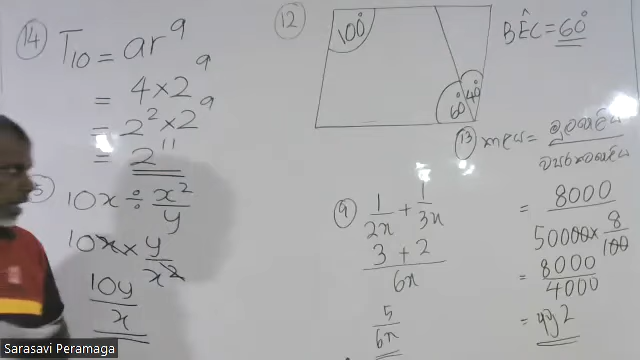 14
T₁₀ = ar⁹
= 4 × 2⁹
= 2² × 2⁹
= 2¹¹
10x ÷ x²/y
10x × y/x²
10y/x
12
100°
60°
40°
BÊC = 60°
13
= 8000
50000 × 8/100
= 8000/4000
9
1/2x + 1/3x
3 + 2
6x
5
6x
Sarasavi Peramaga